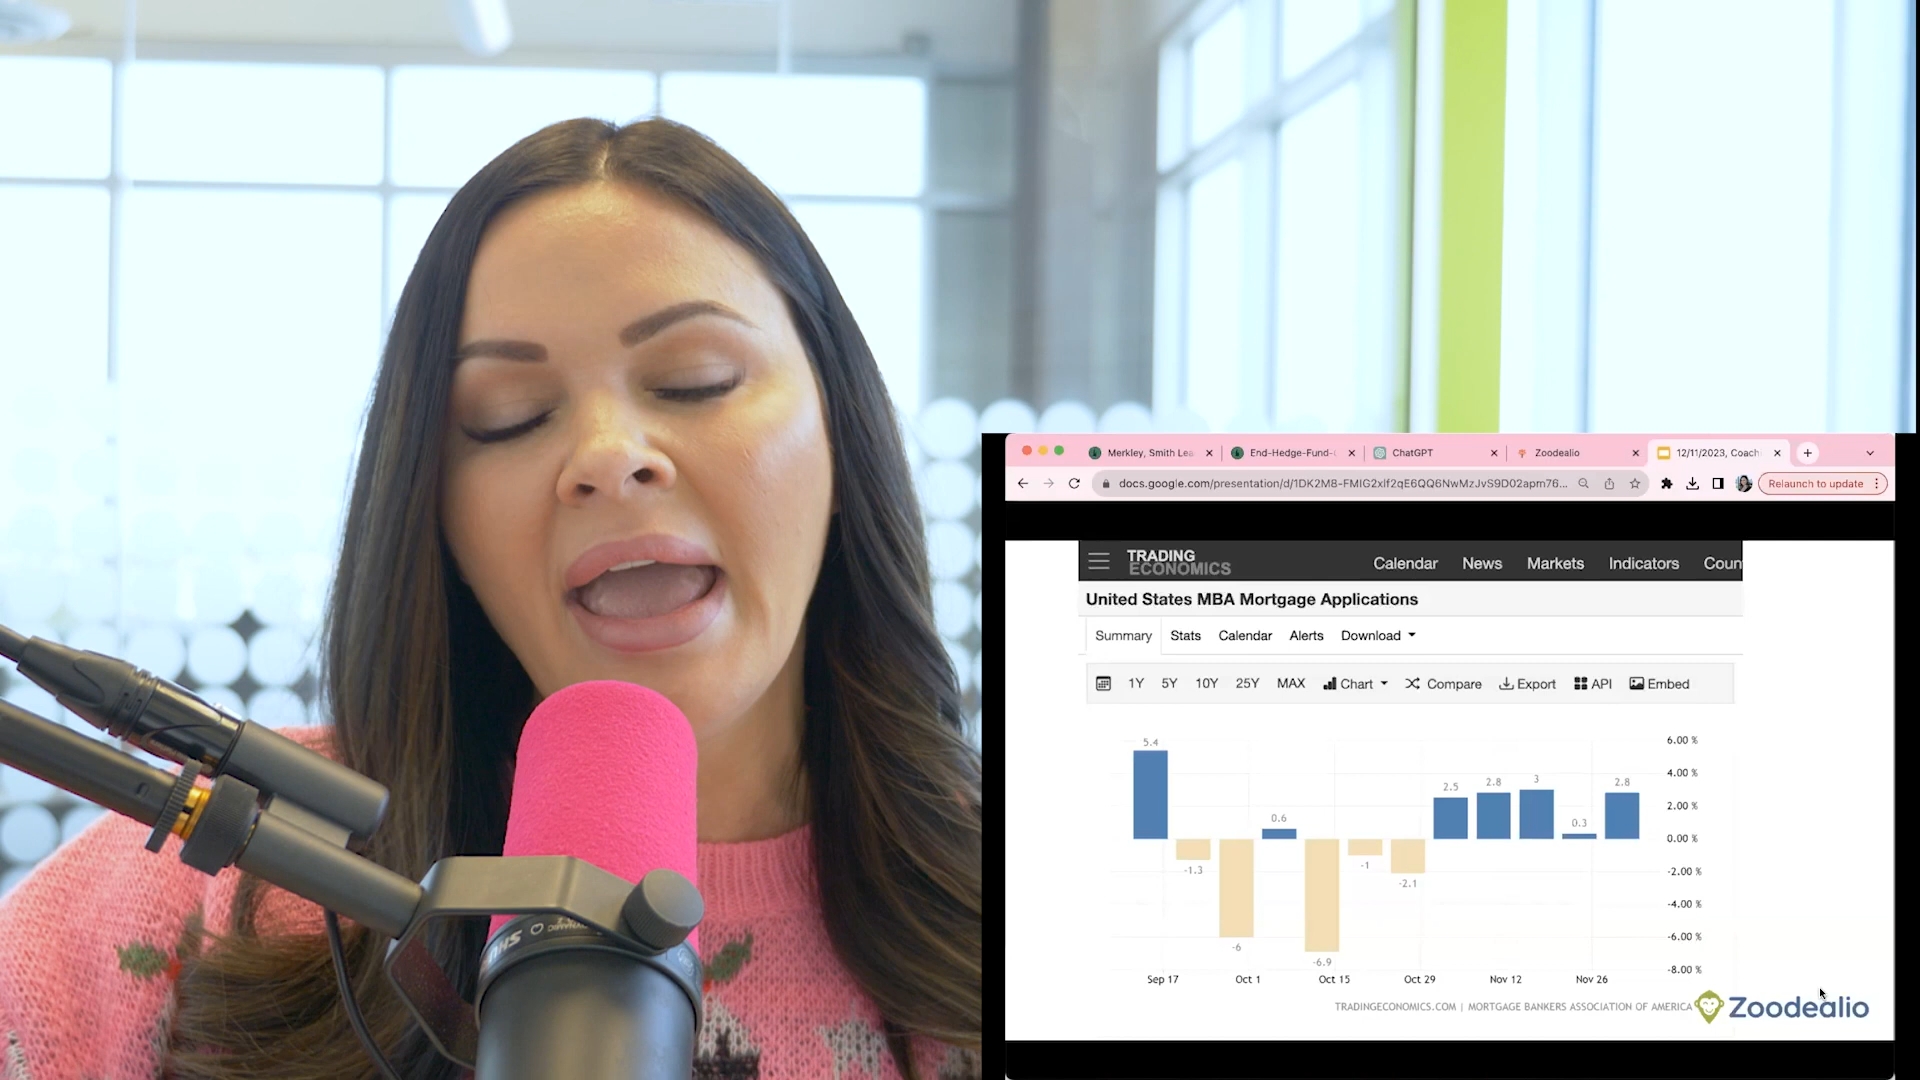 Merkley, Smith Lea
End-Hedge-Fund-
ChatGPT
Zoodealio
12/11/2023, Coach
docs.google.com/presentation/d/1DK2M8-FMIG2xlf2qE6QQ6NwMzJvS9D02apm76...
Relaunch to update
TRADING
ECONOMICS
Calendar News Markets Indicators Coun
United States MBA Mortgage Applications
Summary Stats Calendar Alerts Download
1Y 5Y 10Y 25Y MAX Chart Compare Export API Embed
5.4
-1.3
-6
0.6
-6.9
-1
-2.1
2.5
2.8
3
0.3
2.8
6.00 %
4.00 %
2.00 %
0.00 %
-2.00 %
-4.00 %
-6.00 %
-8.00 %
Sep 17 Oct 1 Oct 15 Oct 29 Nov 12 Nov 26
TRADINGECONOMICS.COM | MORTGAGE BANKERS ASSOCIATION OF AMERICA
Zoodealio